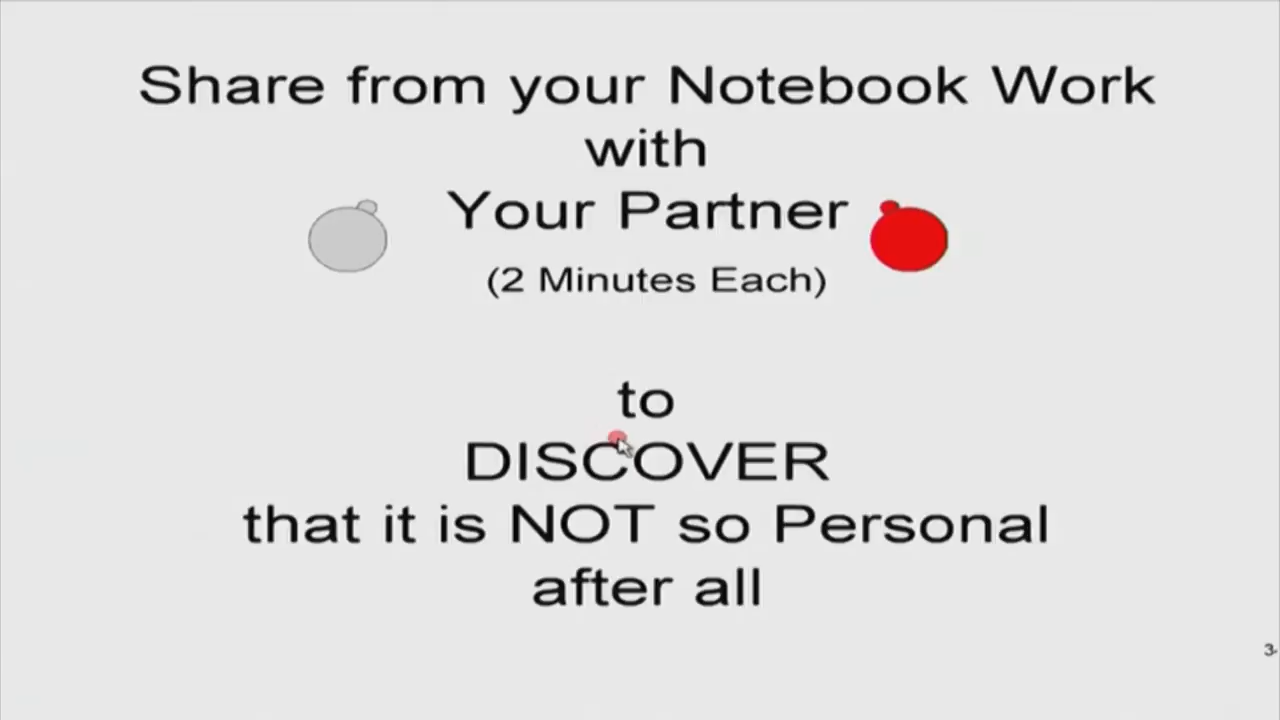 Share from your Notebook Work
with
Your Partner
(2 Minutes Each)
to
DISCOVER
that it is NOT so Personal
after all
3